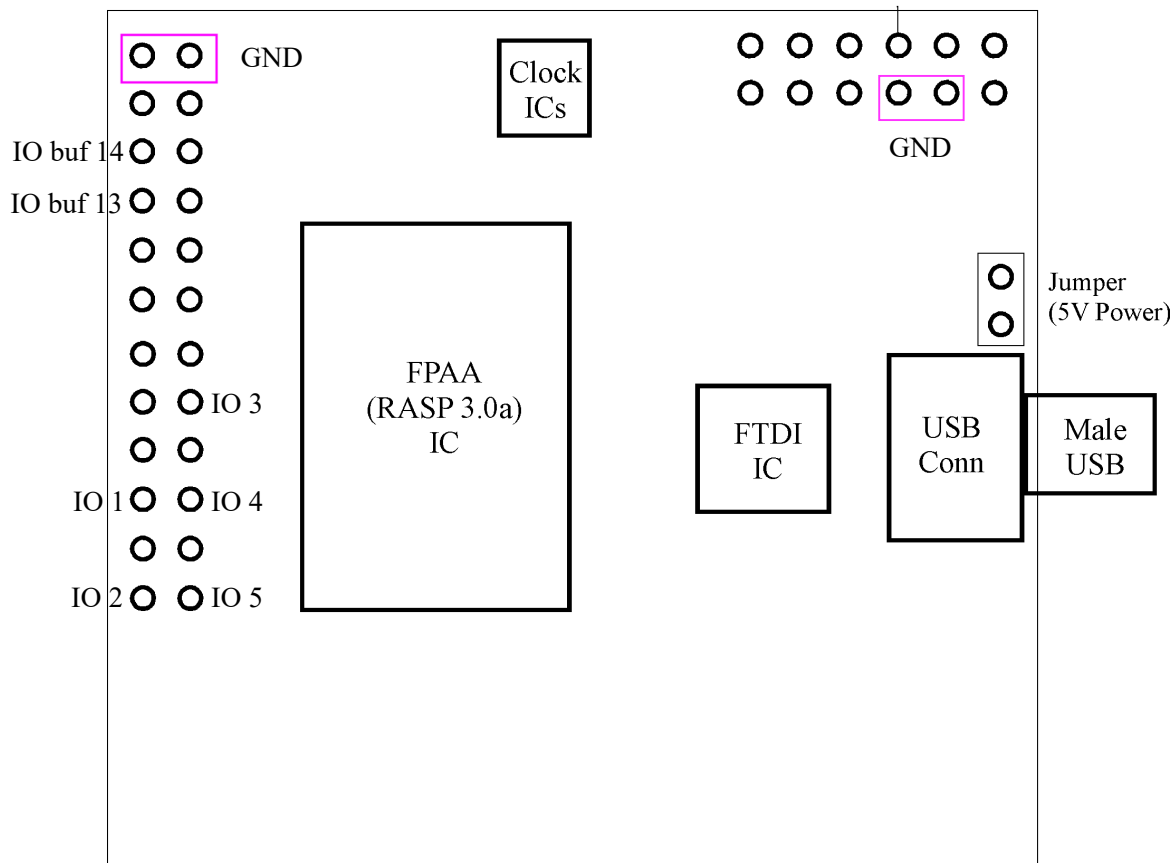 GND
Clock
ICs
IO buf 14
GND
IO buf 13
Jumper
(5V Power)
FPAA
(RASP 3.0a)
IC
IO 3
FTDI
IC
USB
Conn
Male
USB
IO 1
IO 4
IO 2
IO 5